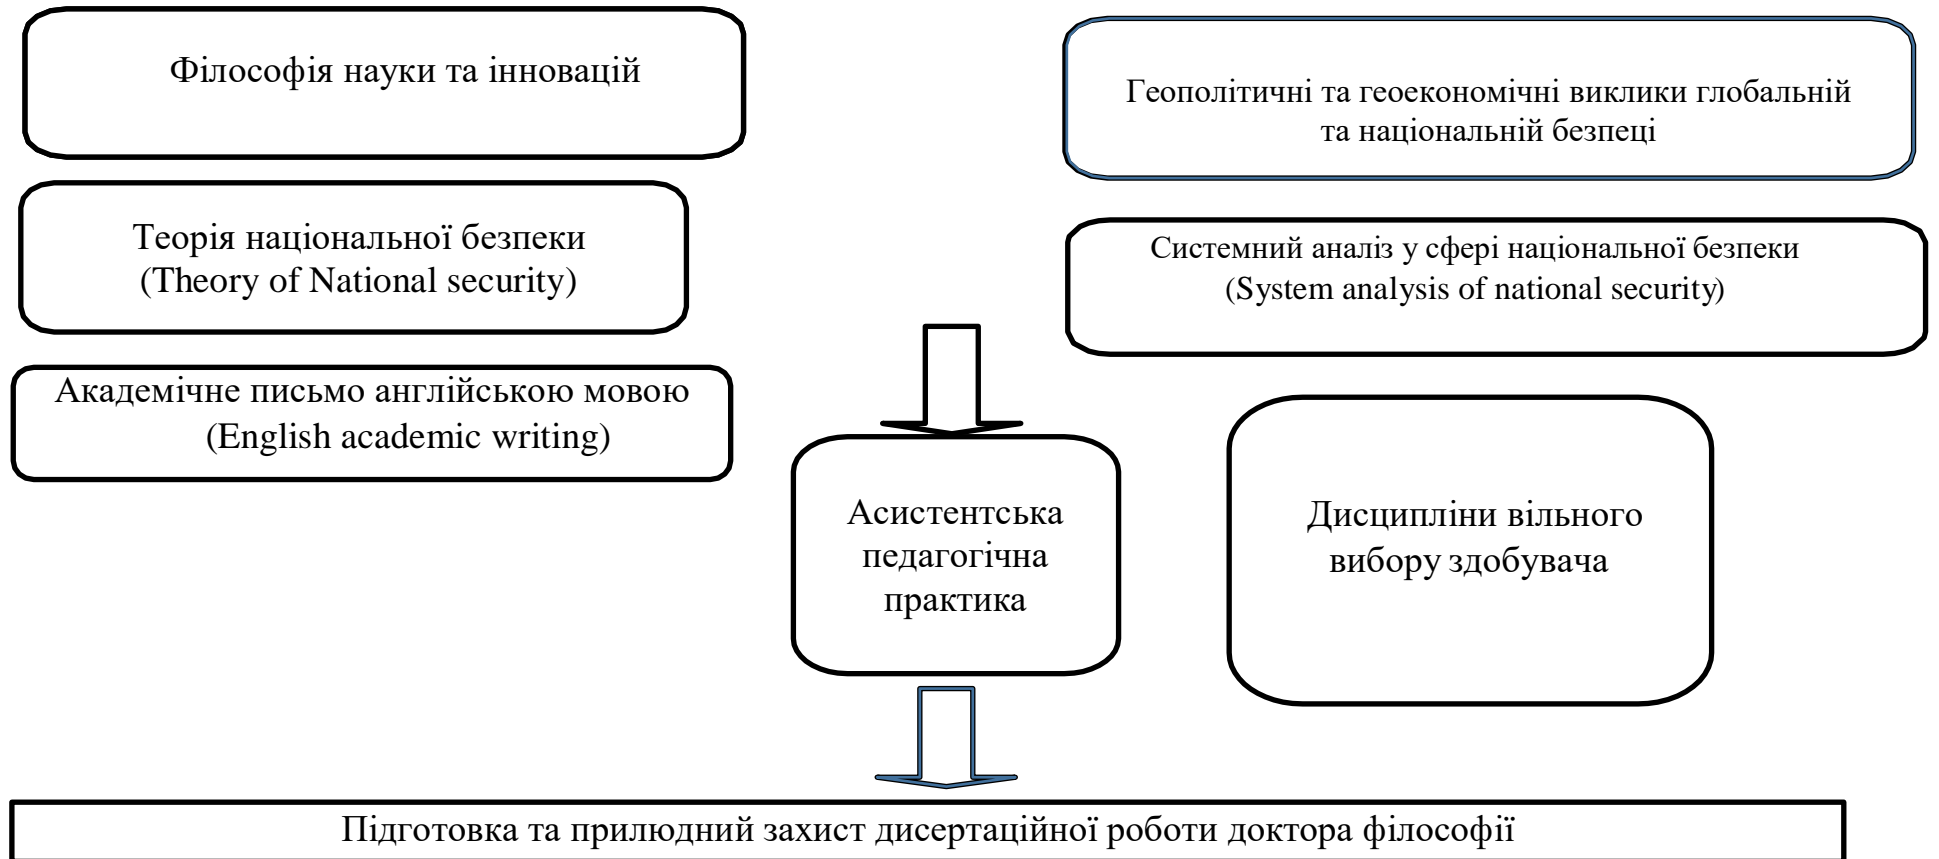 Філософія науки та інновацій
Теорія національної безпеки
(Theory of National security)
Академічне письмо англійською мовою
(English academic writing)
Геополітичні та геоекономічні виклики глобальній
та національній безпеці
Системний аналіз у сфері національної безпеки
(System analysis of national security)
Асистентська
педагогічна
практика
Дисципліни вільного
вибору здобувача
Підготовка та прилюдний захист дисертаційної роботи доктора філософії